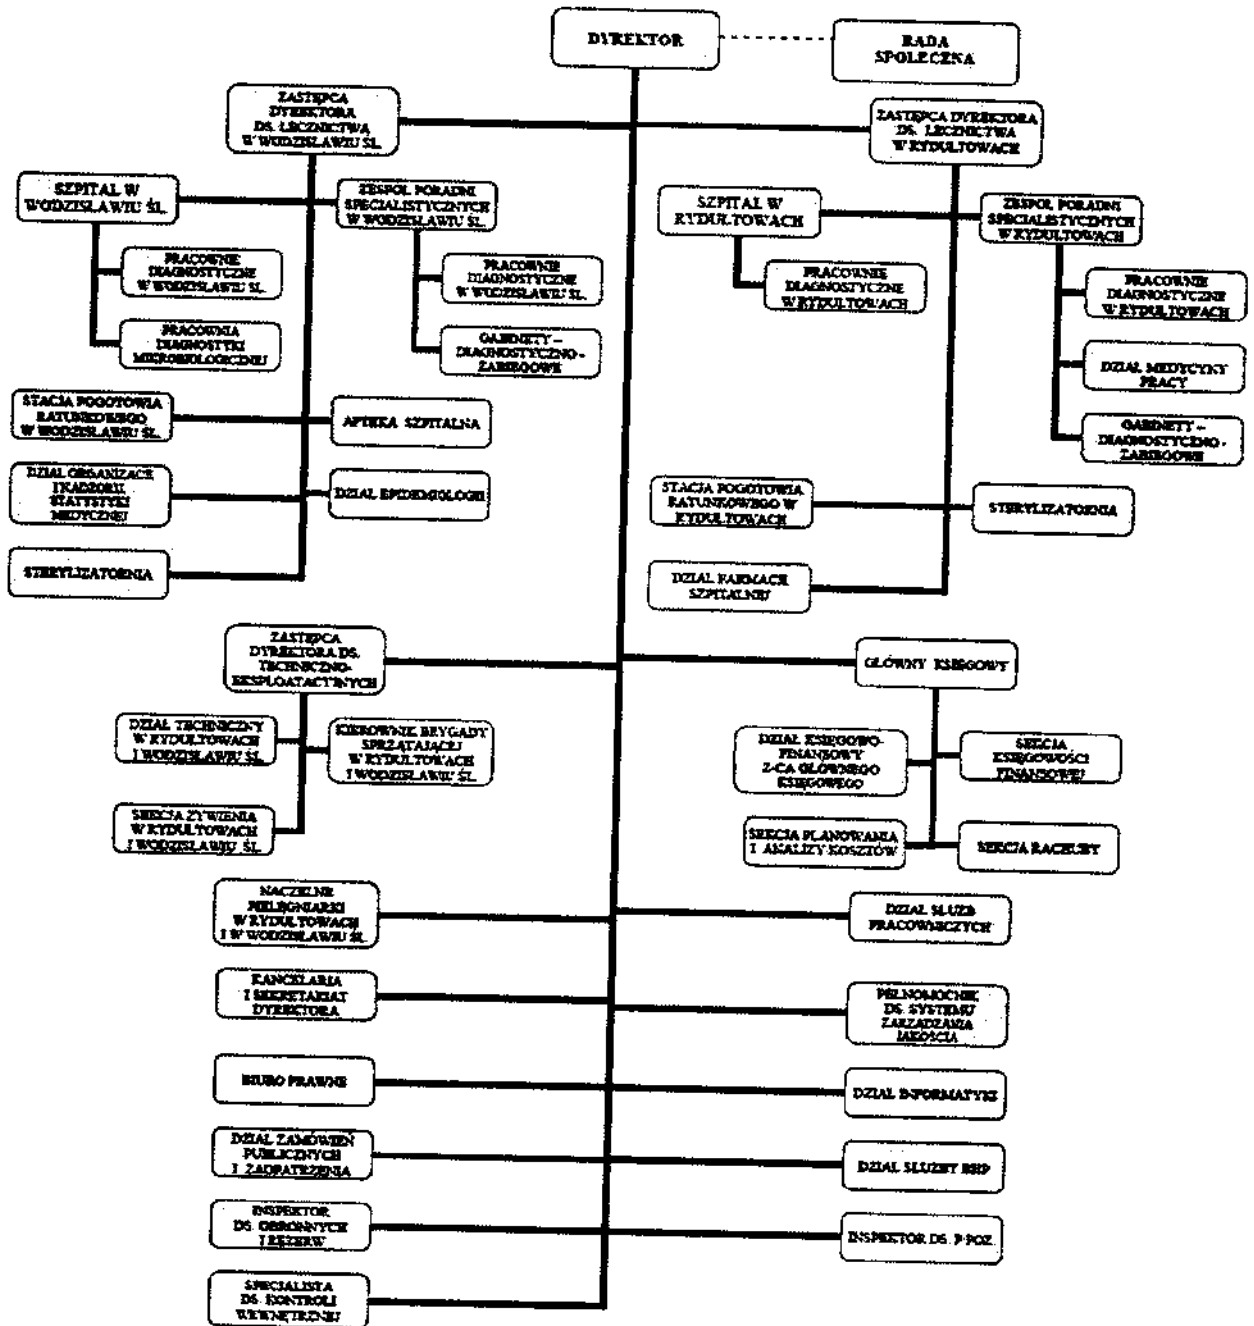 DYREKTOR
RADA
SPOŁECZNA
ZASTĘPCA
DYREKTORA
DS. LECZNICTWA
W WODZISŁAWIU ŚL.
ZASTĘPCA DYREKTORA
DS. LECZNICTWA
W RYDUŁTOWACH
SZPITAL W
WODZISŁAWIU ŚL.
ZESPÓŁ PORADNI
SPECJALISTYCZNYCH
W WODZISŁAWIU ŚL.
SZPITAL W
RYDUŁTOWACH
ZESPÓŁ PORADNI
SPECJALISTYCZNYCH
W RYDUŁTOWACH
PRACOWNIE
DIAGNOSTYCZNE
W WODZISŁAWIU ŚL.
PRACOWNIE
DIAGNOSTYCZNE
W WODZISŁAWIU ŚL.
PRACOWNIE
DIAGNOSTYCZNE
W RYDUŁTOWACH
PRACOWNIE
DIAGNOSTYCZNE
W RYDUŁTOWACH
PRACOWNIA
DIAGNOSTYKI
MIKROBIOLOGICZNEJ
GABINETY –
DIAGNOSTYCZNO -
ZABIEGOWE
DZIAŁ MEDYCYNY
PRACY
STACJA POGOTOWIA
RATUNKOWEGO
W WODZISŁAWIU ŚL.
APTEKA SZPITALNA
GABINETY –
DIAGNOSTYCZNO -
ZABIEGOWE
DZIAŁ ORGANIZACJI
I NADZORU,
STATYSTYKI
MEDYCZNEJ
DZIAŁ EPIDEMIOLOGII
STACJA POGOTOWIA
RATUNKOWEGO W
RYDUŁTOWACH
STERYLIZATORNIA
STERYLIZATORNIA
DZIAŁ FARMACJI
SZPITALNEJ
ZASTĘPCA
DYREKTORA DS.
TECHNICZNO-
EKSPLOATACYJNYCH
GŁÓWNY KSIĘGOWY
DZIAŁ TECHNICZNY
W RYDUŁTOWACH
I WODZISŁAWIU ŚL.
KIEROWNIK BRYGADY
SPRZĄTAJĄCEJ
W RYDUŁTOWACH
I WODZISŁAWIU ŚL.
DZIAŁ KSIĘGOWO-
FINANSOWY
Z-CA GŁÓWNEGO
KSIĘGOWEGO
SEKCJA
KSIĘGOWOŚCI
FINANSOWEJ
SEKCJA ŻYWIENIA
W RYDUŁTOWACH
I WODZISŁAWIU ŚL.
SEKCJA PLANOWANIA
I ANALIZY KOSZTÓW
SEKCJA RACHUBY
NACZELNE
PIELĘGNIARKI
W RYDUŁTOWACH
I W WODZISŁAWIU ŚL.
DZIAŁ SŁUŻB
PRACOWNICZYCH
KANCELARIA
I SEKRETARIAT
DYREKTORA
PEŁNOMOCNIK
DS. SYSTEMU
ZARZĄDZANIA
JAKOŚCIĄ
BIURO PRAWNE
DZIAŁ INFORMATYKI
DZIAŁ ZAMÓWIEŃ
PUBLICZNYCH
I ZAOPATRZENIA
DZIAŁ SŁUŻBY BHP
INSPEKTOR
DS. OBRONNYCH
I REZERW
INSPEKTOR DS. P-POŻ.
SPECJALISTA
DS. KONTROLI
WEWNĘTRZNEJ